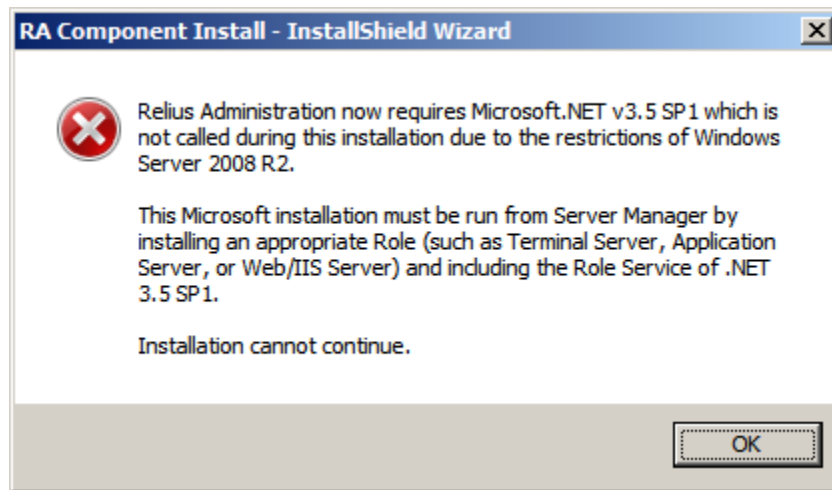 RA Component Install - InstallShield Wizard
Relius Administration now requires Microsoft.NET v3.5 SP1 which is
not called during this installation due to the restrictions of Windows
Server 2008 R2.
This Microsoft installation must be run from Server Manager by
installing an appropriate Role (such as Terminal Server, Application
Server, or Web/IIS Server) and including the Role Service of .NET
3.5 SP1.
Installation cannot continue.
OK